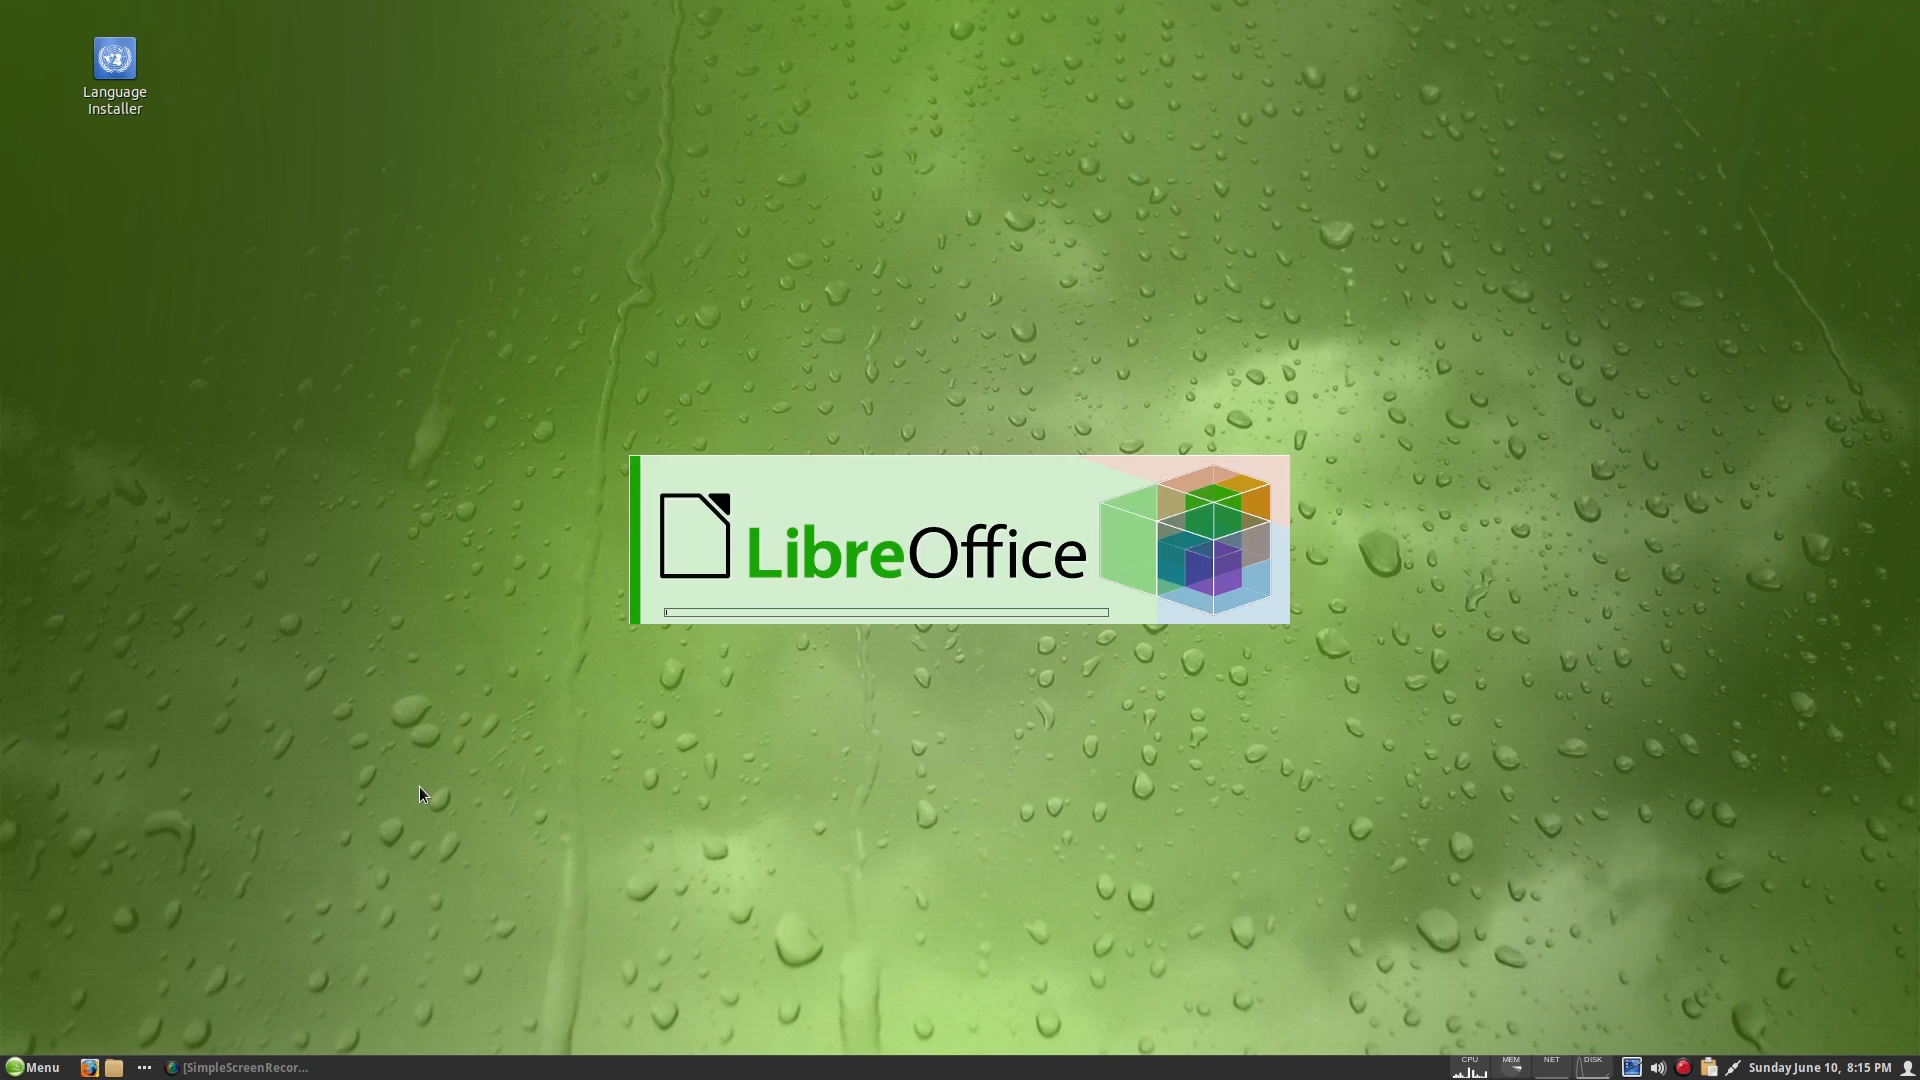 Language
Installer
LibreOffice
Menu
[SimpleScreenRecor...
CPU
MEM
NET
DISK
Sunday June 10, 8:15 PM